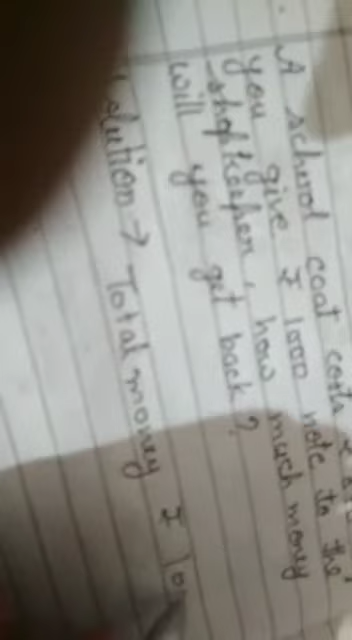 A school coat costs ₹
you give ₹ 1000 note to the
shopkeeper, how much money
will you get back?
Solution → Total money ₹ 10